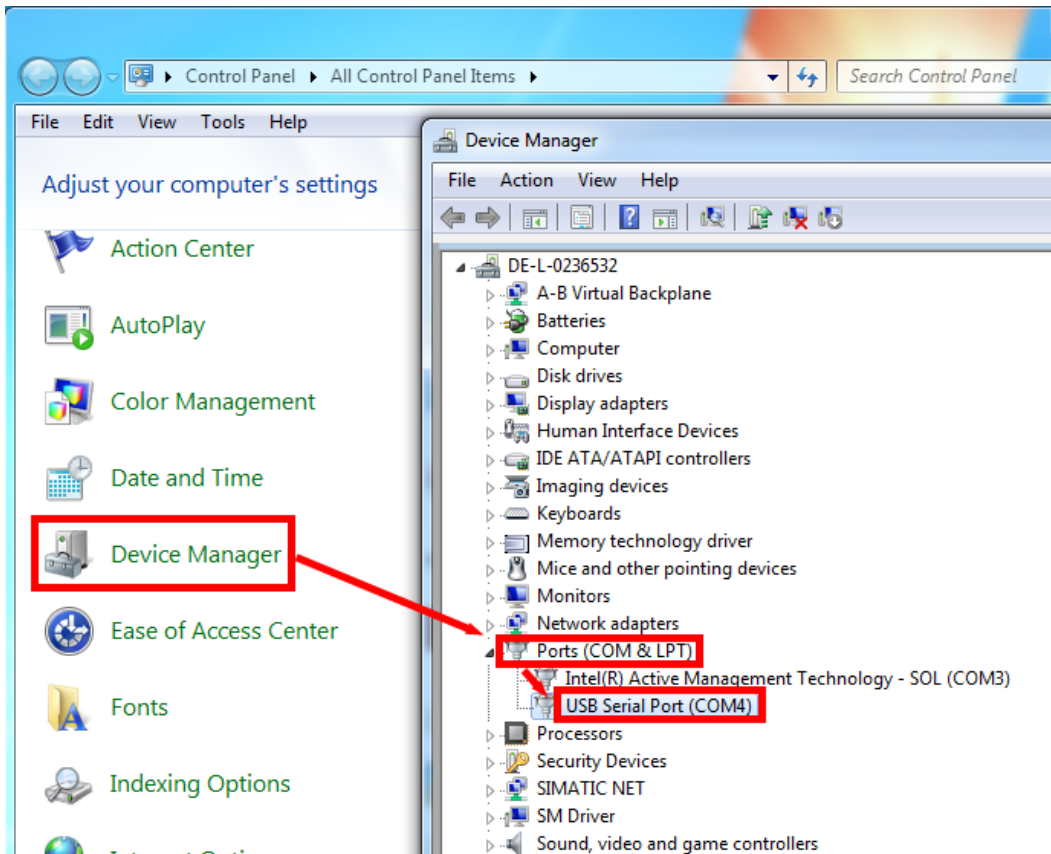 Control Panel ▸ All Control Panel Items ▸
Search Control Panel
File Edit View Tools Help
Adjust your computer's settings
Action Center
AutoPlay
Color Management
Date and Time
Device Manager
Ease of Access Center
Fonts
Indexing Options
Device Manager
File Action View Help
DE-L-0236532
A-B Virtual Backplane
Batteries
Computer
Disk drives
Display adapters
Human Interface Devices
IDE ATA/ATAPI controllers
Imaging devices
Keyboards
Memory technology driver
Mice and other pointing devices
Monitors
Network adapters
Ports (COM & LPT)
Intel(R) Active Management Technology - SOL (COM3)
USB Serial Port (COM4)
Processors
Security Devices
SIMATIC NET
SM Driver
Sound, video and game controllers